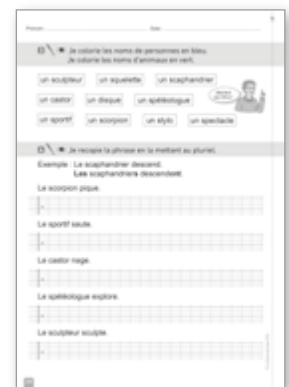 Prénom : Date :
Je colorie les noms de personnes en bleu.
Je colorie les noms d'animaux en vert.
un sculpteur un squelette un scaphandrier
un castor un disque un spéléologue
un sportif un scorpion un stylo un spectacle
Je recopie la phrase en la mettant au pluriel.
Exemple : Le scaphandrier descend.
Les scaphandriers descendent.
Le scorpion pique.
Le sportif saute.
Le castor nage.
Le spéléologue explore.
Le sculpteur sculpte.